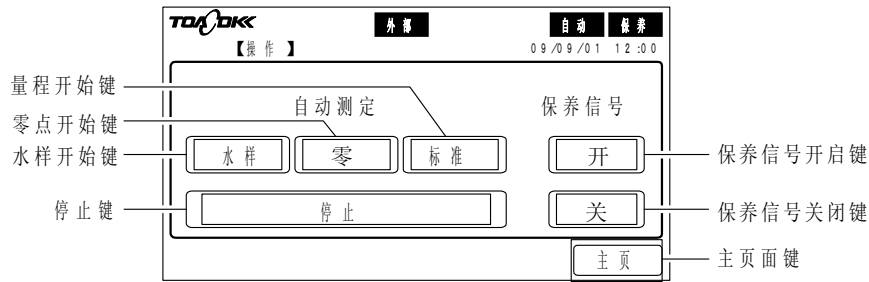 TOADKK 外部 自动 保养
【操作】 09/09/01 12:00
量程开始键
自动测定 保养信号
零点开始键
水样开始键 水样 零 标准 开 保养信号开启键
停止键 停止 关 保养信号关闭键
主页 主页面键